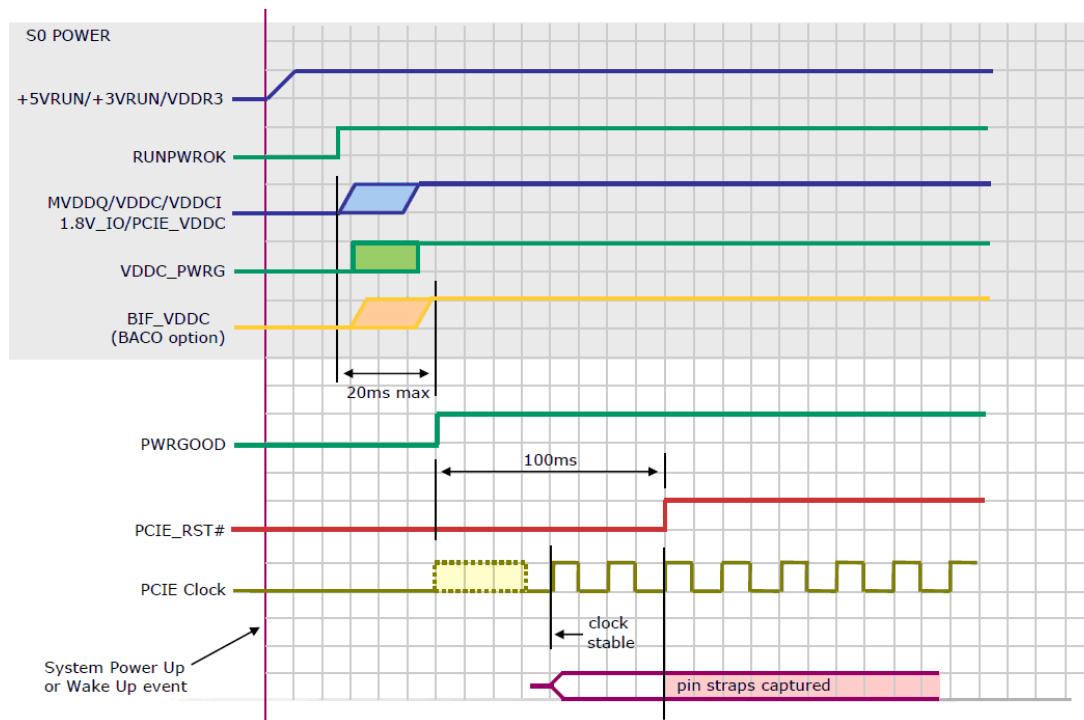 S0 POWER
+5VRUN/+3VRUN/VDDR3
RUNPWROK
MVDDQ/VDDC/VDDCI
1.8V_IO/PCIE_VDDC
VDDC_PWRG
BIF_VDDC
(BACO option)
20ms max
PWRGOOD
100ms
PCIE_RST#
PCIE Clock
clock
stable
System Power Up
or Wake Up event
pin straps captured